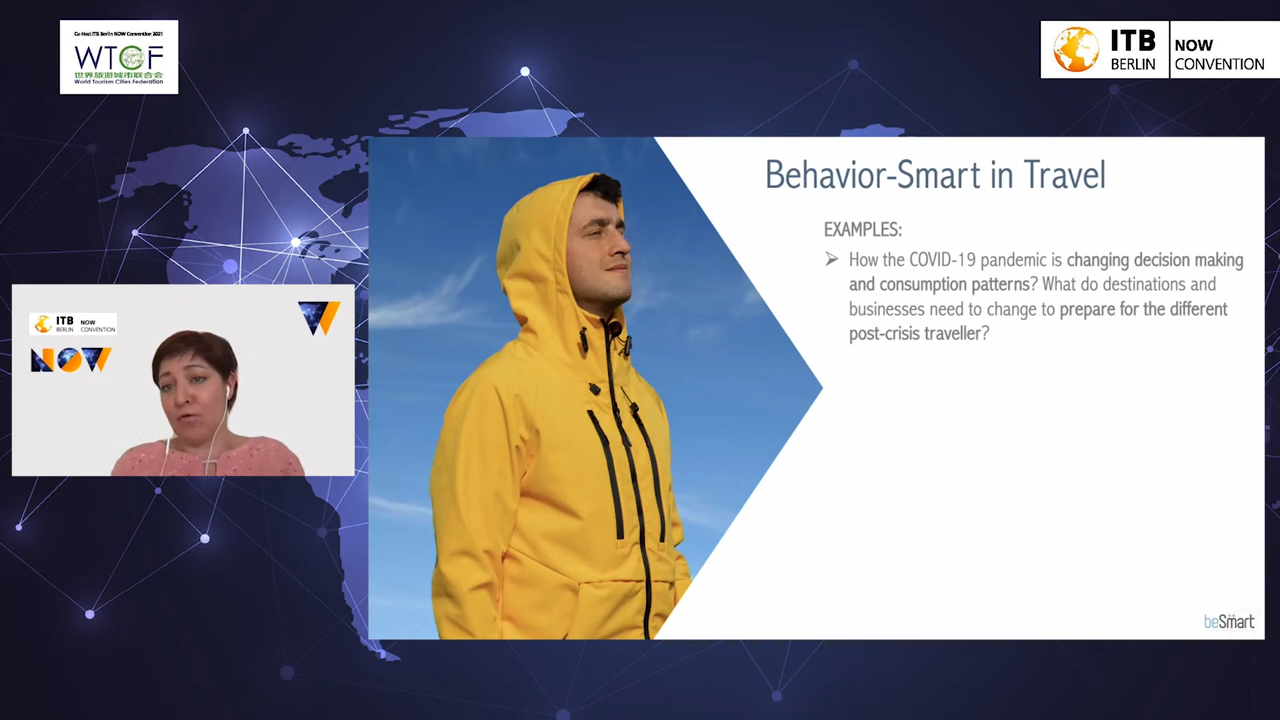 Co-Host ITB Berlin NOW Convention 2021
WTCF
世界旅游城市联合会
World Tourism Cities Federation
ITB
BERLIN
NOW
CONVENTION
Behavior-Smart in Travel
EXAMPLES:
How the COVID-19 pandemic is changing decision making
and consumption patterns? What do destinations and
businesses need to change to prepare for the different
post-crisis traveller?
ITB
BERLIN
NOW
CONVENTION
NOW
beSmart